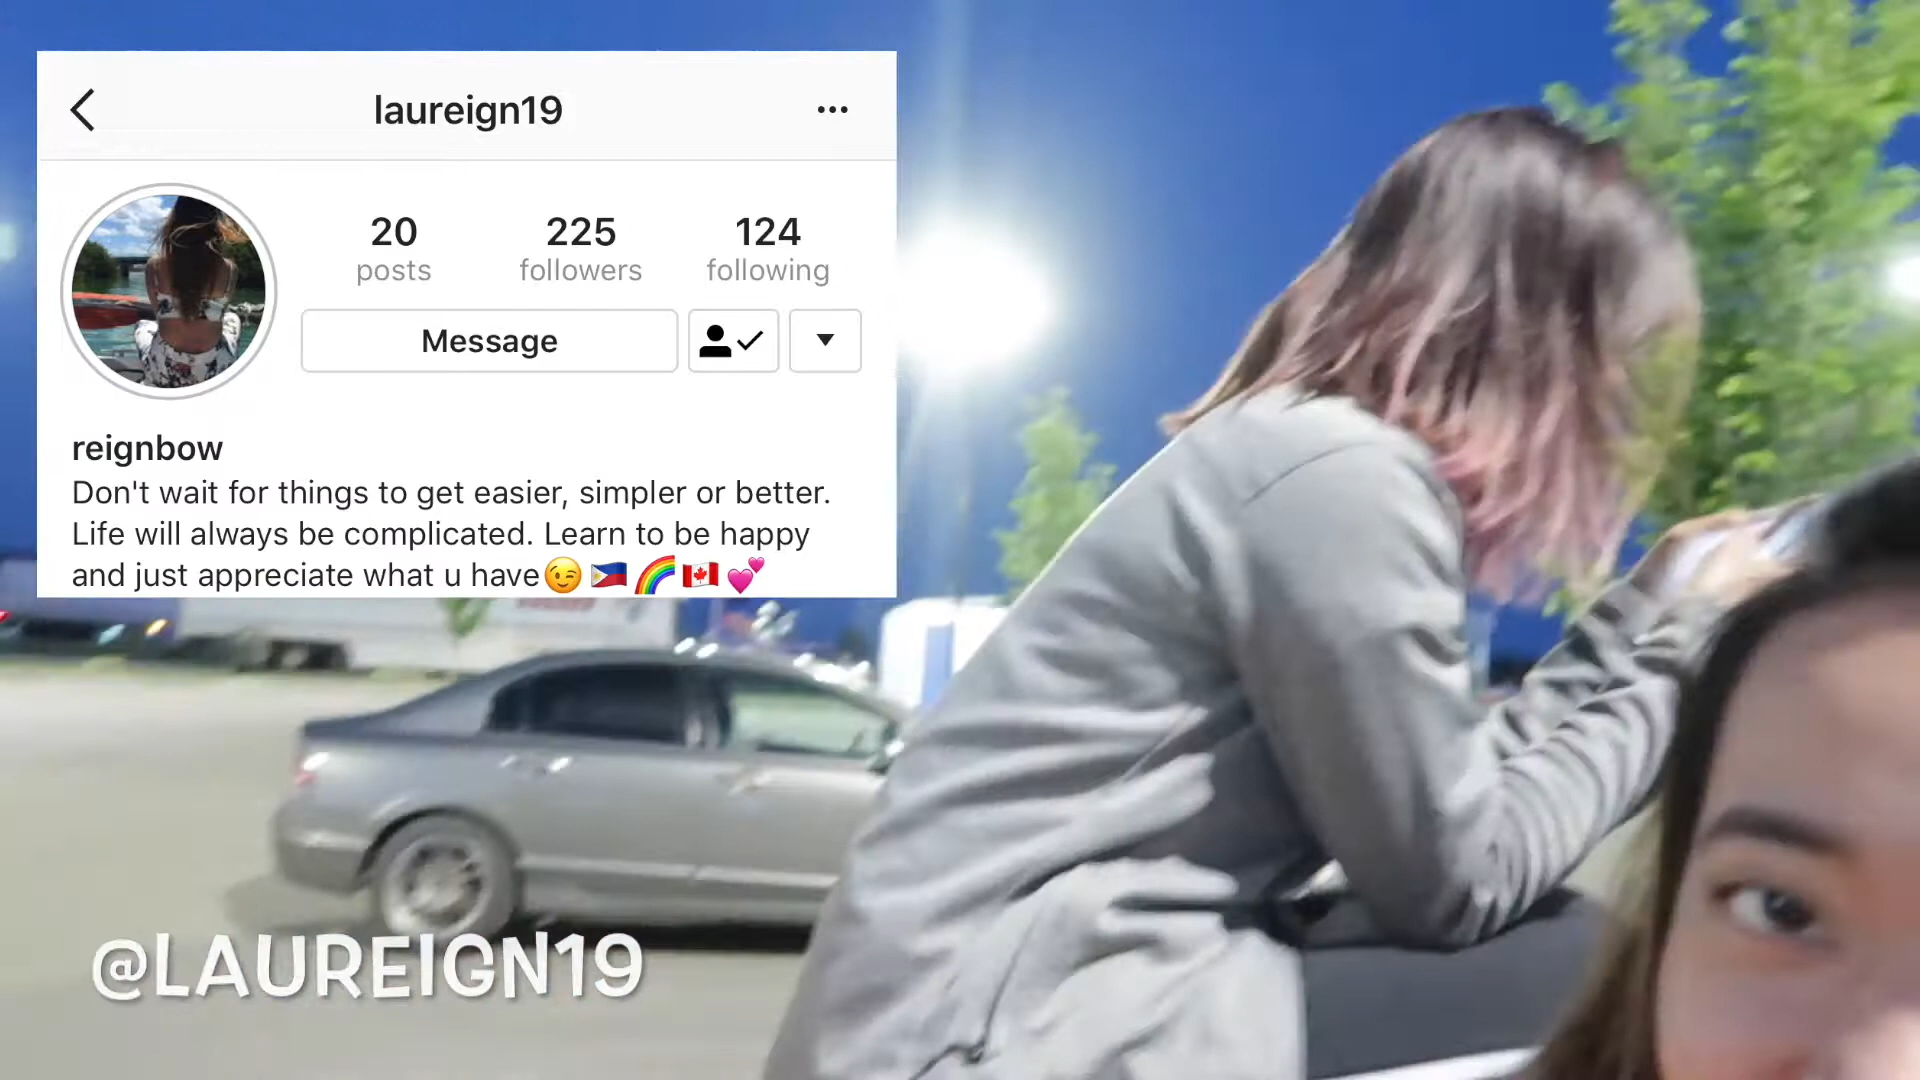 laureign19
20 225 124
posts followers following
Message
reignbow
Don't wait for things to get easier, simpler or better.
Life will always be complicated. Learn to be happy
and just appreciate what u have😉 🇵🇭 🌈 🇨🇦 💕
@LAUREIGN19